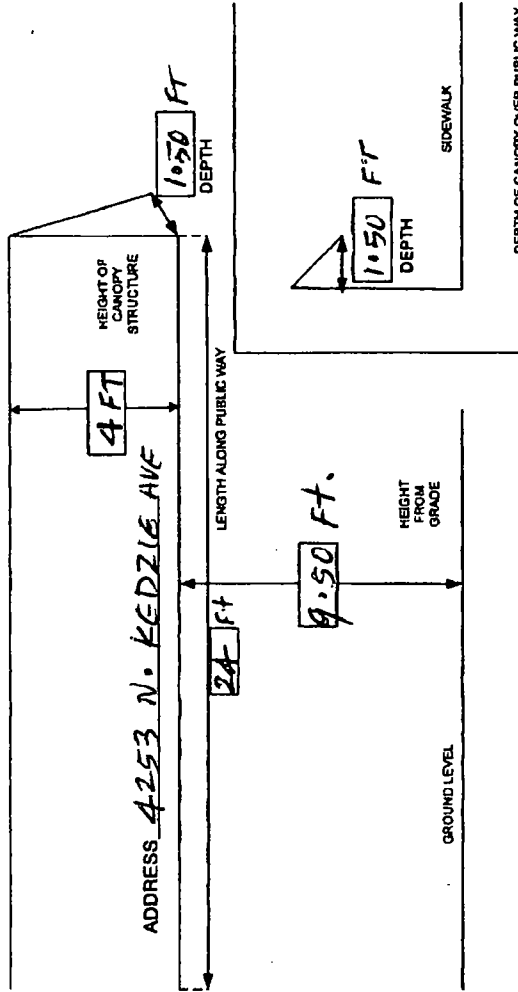 ADDRESS 4253 N. KEDZIE AVE
4 FT
HEIGHT OF
CANOPY
STRUCTURE
1.50 FT
DEPTH
LENGTH ALONG PUBLIC WAY
24 Ft
9.50 Ft.
HEIGHT
FROM
GRADE
GROUND LEVEL
1.50 FT
DEPTH
SIDEWALK
DEPTH OF CANOPY OVER PUBLIC WAY